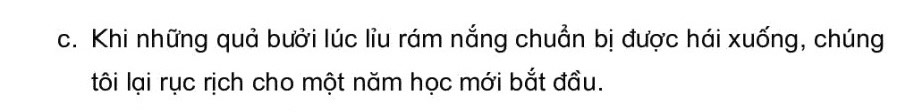 c. Khi những quả bưởi lúc lỉu rám nắng chuẩn bị được hái xuống, chúng
tôi lại rục rịch cho một năm học mới bắt đầu.